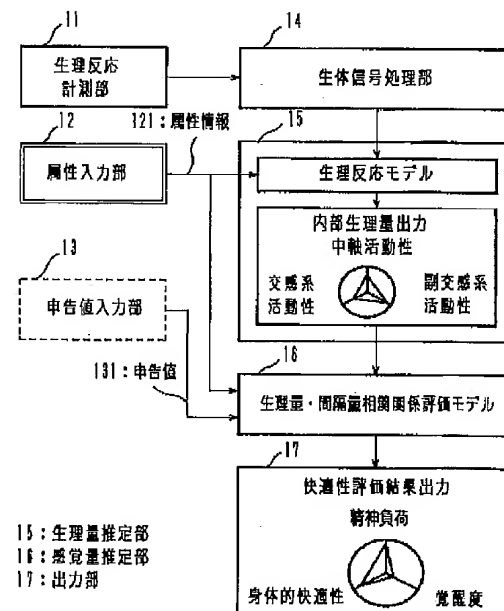 11
生理反応
計測部
14
生体信号処理部
12
121:属性情報
属性入力部
15
生理反応モデル
内部生理量出力
中軸活動性
交感系
活動性
副交感系
活動性
13
申告値入力部
131:申告値
16
生理量・間隔量相関関係評価モデル
17
快適性評価結果出力
精神負荷
身体的快適性
覚醒度
15:生理量推定部
16:感覚量推定部
17:出力部